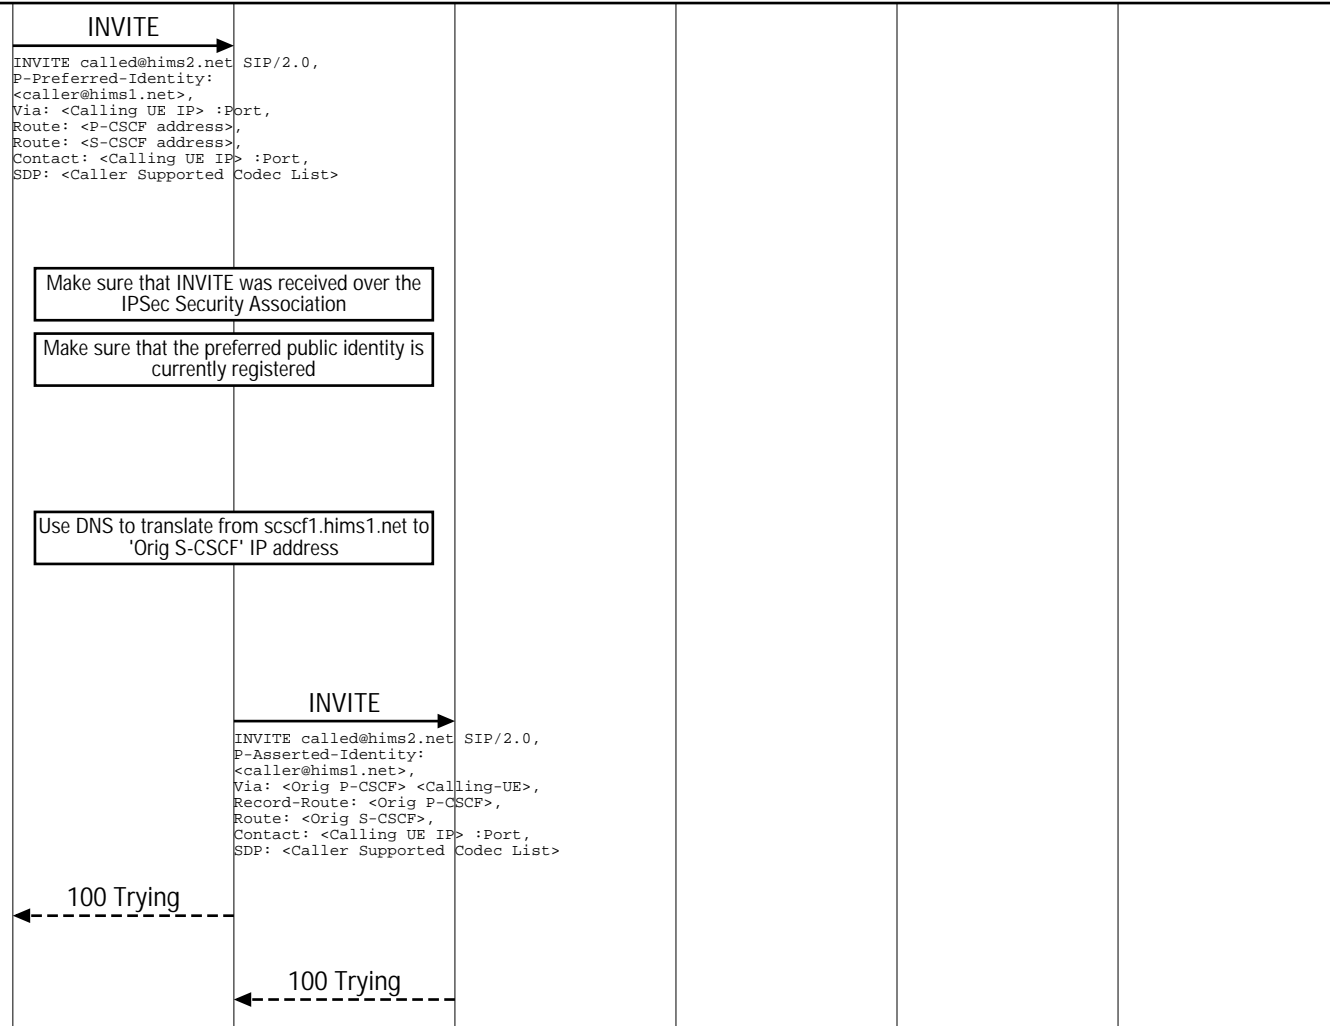 INVITE
INVITE called@hims2.net SIP/2.0,
P-Preferred-Identity:
<caller@hims1.net>,
Via: <Calling UE IP> :Port,
Route: <P-CSCF address>,
Route: <S-CSCF address>,
Contact: <Calling UE IP> :Port,
SDP: <Caller Supported Codec List>
Make sure that INVITE was received over the
IPSec Security Association
Make sure that the preferred public identity is
currently registered
Use DNS to translate from scscf1.hims1.net to
'Orig S-CSCF' IP address
INVITE
INVITE called@hims2.net SIP/2.0,
P-Asserted-Identity:
<caller@hims1.net>,
Via: <Orig P-CSCF> <Calling-UE>,
Record-Route: <Orig P-CSCF>,
Route: <Orig S-CSCF>,
Contact: <Calling UE IP> :Port,
SDP: <Caller Supported Codec List>
100 Trying
100 Trying